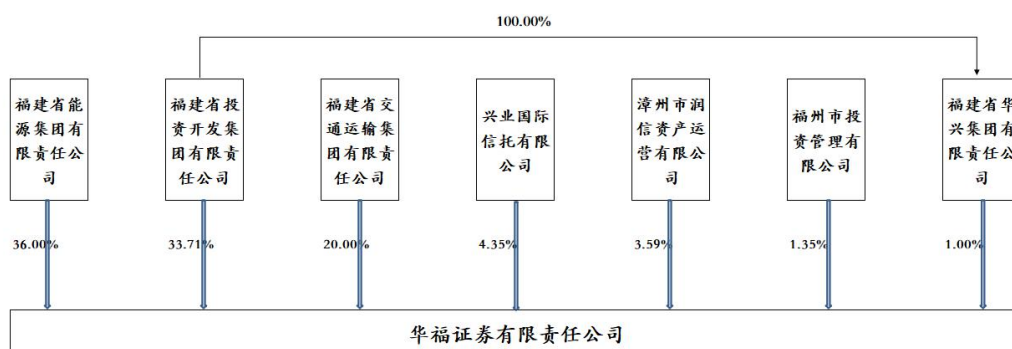 100.00%
福建省能
源集团有
限责任公
司
福建省投
资开发集
团有限责
任公司
福建省交
通运输集
团有限责
任公司
兴业国际
信托有限
公司
漳州市润
信资产运
营有限公
司
福州市投
资管理有
限公司
福建省华
兴集团有
限责任公
司
36.00%
33.71%
20.00%
4.35%
3.59%
1.35%
1.00%
华福证券有限责任公司